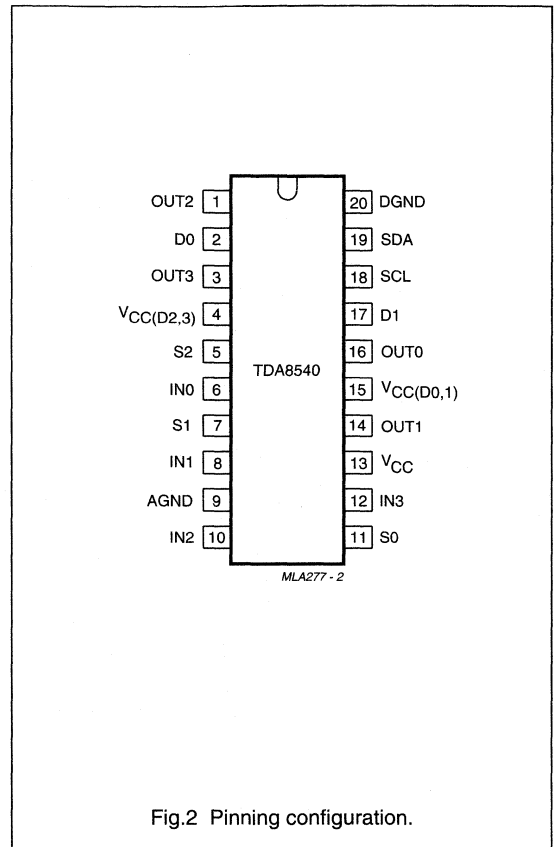 OUT2 1
D0 2
OUT3 3
VCC(D2,3) 4
S2 5
IN0 6
S1 7
IN1 8
AGND 9
IN2 10
TDA8540
20 DGND
19 SDA
18 SCL
17 D1
16 OUT0
15 VCC(D0,1)
14 OUT1
13 VCC
12 IN3
11 S0
MLA277 - 2
Fig.2 Pinning configuration.